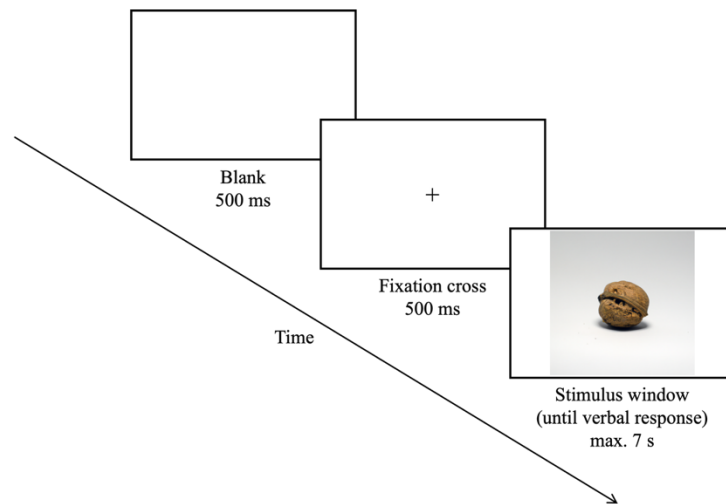 Blank
500 ms
+
Fixation cross
500 ms
Time
Stimulus window
(until verbal response)
max. 7 s